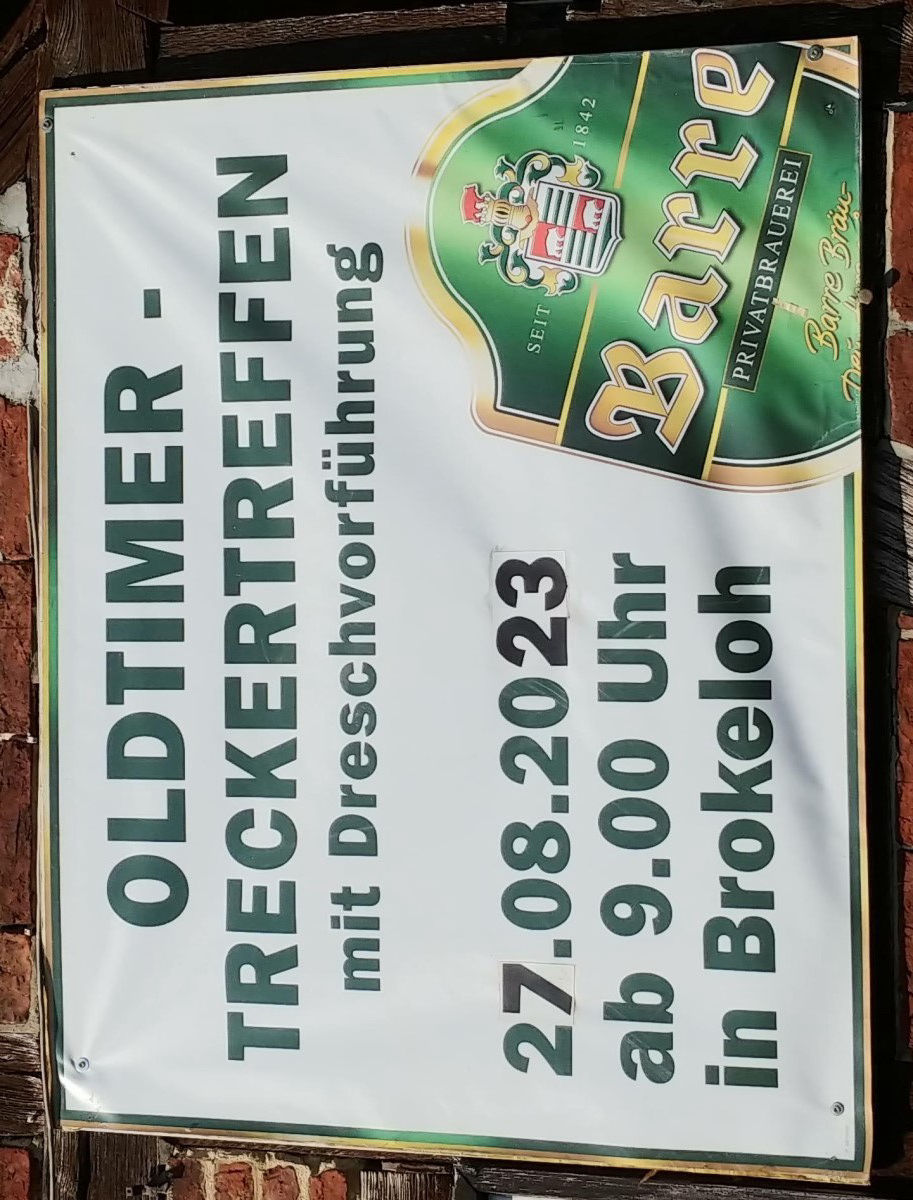 OLDTIMER -
TRECKERTREFFEN
mit Dreschvorführung
27.08.2023
ab 9.00 Uhr
in Brokeloh
SEIT 1842
Barre
PRIVATBRAUEREI
Barre Bräu-